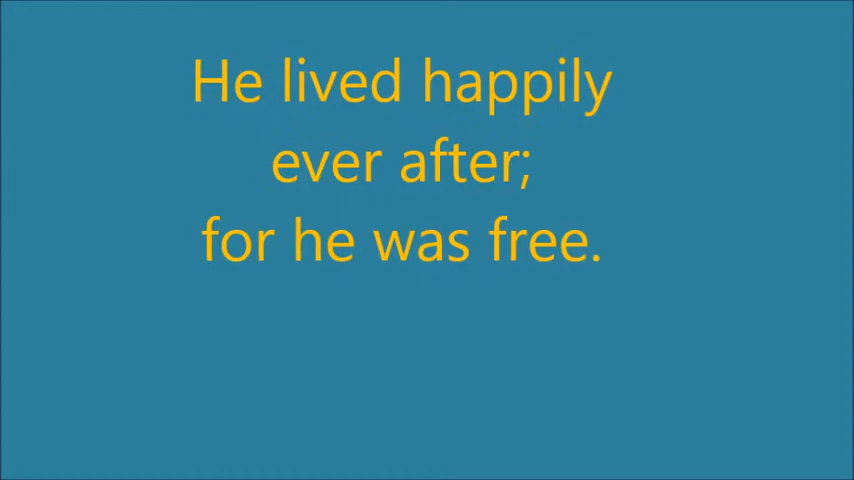 He lived happily
ever after;
for he was free.